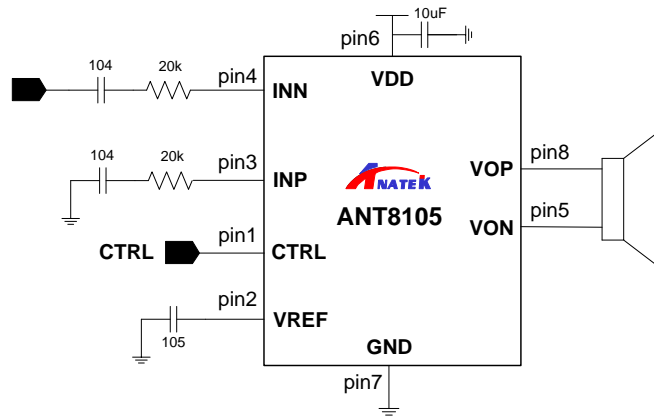 10uF
pin6
104
20k
pin4
INN
VDD
104
20k
pin3
INP
ANATEK
VOP
pin8
ANT8105
pin1
VON
pin5
CTRL
CTRL
pin2
VREF
105
GND
pin7